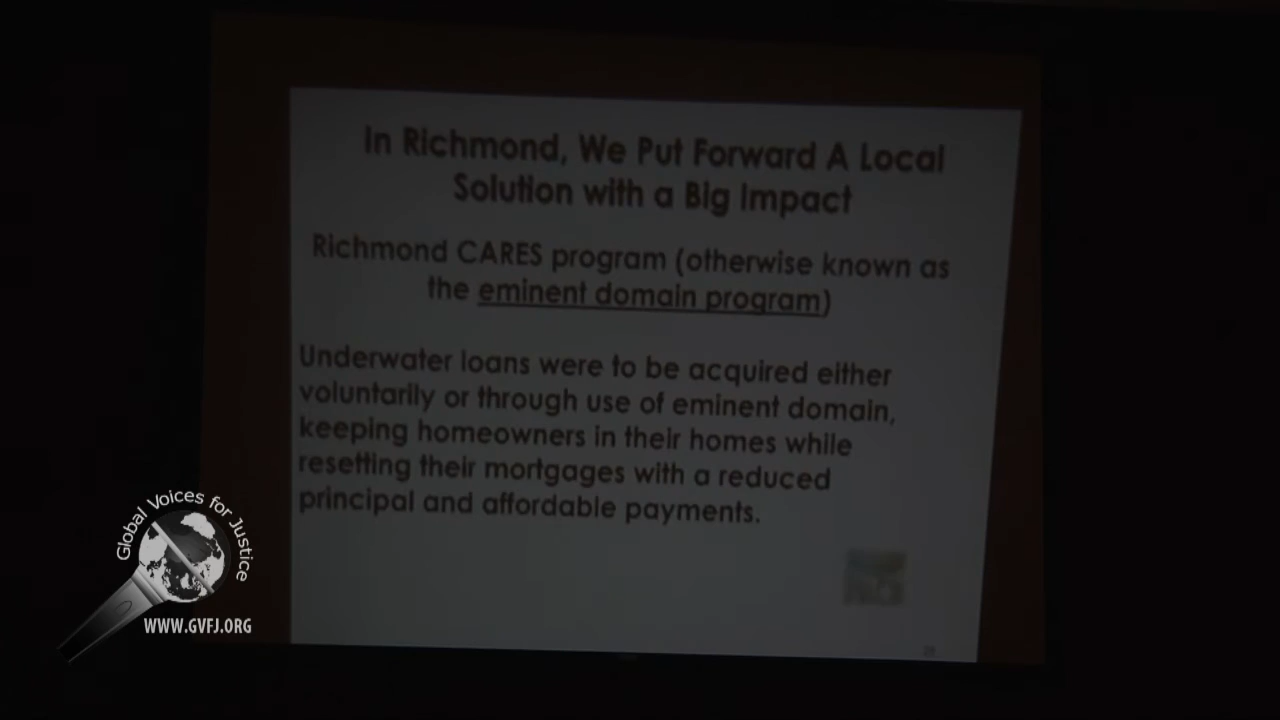 In Richmond, We Put Forward A Local
Solution with a Big Impact
Richmond CARES program (otherwise known as
the eminent domain program)
Underwater loans were to be acquired either
voluntarily or through use of eminent domain,
keeping homeowners in their homes while
resetting their mortgages with a reduced
principal and affordable payments.
Global Voices for Justice
WWW.GVFJ.ORG